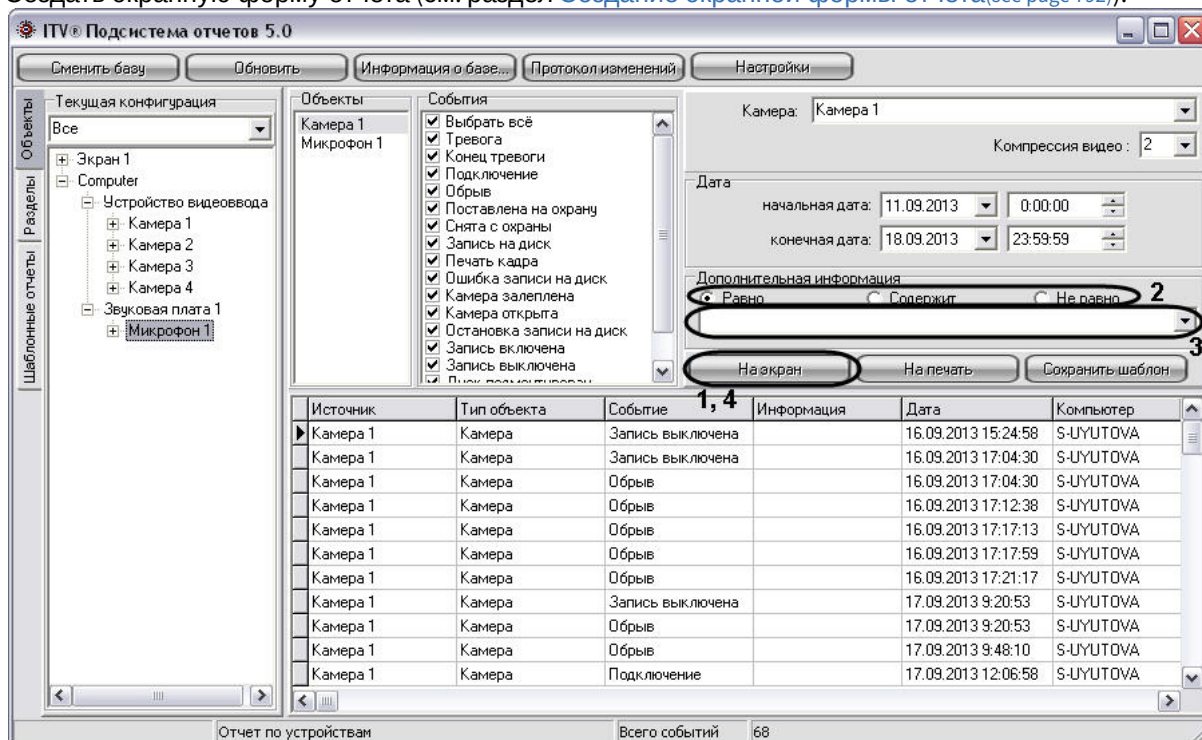 Создать экранную форму отчета (см. раздел Создание экранной формы отчета(see page 192)).
ITV® Подсистема отчетов 5.0
Сменить базу Обновить Информация о базе... Протокол изменений Настройки
Объекты
Разделы
Шаблонные отчеты
Текущая конфигурация
Все
Экран 1
Computer
Устройство видеоввода
Камера 1
Камера 2
Камера 3
Камера 4
Звуковая плата 1
Микрофон 1
Объекты
Камера 1
Микрофон 1
События
Выбрать всё
Тревога
Конец тревоги
Подключение
Обрыв
Поставлена на охрану
Снята с охраны
Запись на диск
Печать кадра
Ошибка записи на диск
Камера залеплена
Камера открыта
Остановка записи на диск
Запись включена
Запись выключена
Камера: Камера 1
Компрессия видео : 2
Дата
начальная дата: 11.09.2013 0:00:00
конечная дата: 18.09.2013 23:59:59
Дополнительная информация
Равно Содержит Не равно 2
3
На экран На печать Сохранить шаблон
1, 4
Источник Тип объекта Событие Информация Дата Компьютер
Камера 1 Камера Запись выключена 16.09.2013 15:24:58 S-UYUTOVA
Камера 1 Камера Запись выключена 16.09.2013 17:04:30 S-UYUTOVA
Камера 1 Камера Обрыв 16.09.2013 17:04:30 S-UYUTOVA
Камера 1 Камера Обрыв 16.09.2013 17:12:38 S-UYUTOVA
Камера 1 Камера Обрыв 16.09.2013 17:17:13 S-UYUTOVA
Камера 1 Камера Обрыв 16.09.2013 17:17:59 S-UYUTOVA
Камера 1 Камера Обрыв 16.09.2013 17:21:17 S-UYUTOVA
Камера 1 Камера Запись выключена 17.09.2013 9:20:53 S-UYUTOVA
Камера 1 Камера Обрыв 17.09.2013 9:20:53 S-UYUTOVA
Камера 1 Камера Обрыв 17.09.2013 9:48:10 S-UYUTOVA
Камера 1 Камера Подключение 17.09.2013 12:06:58 S-UYUTOVA
Отчет по устройствам Всего событий 68